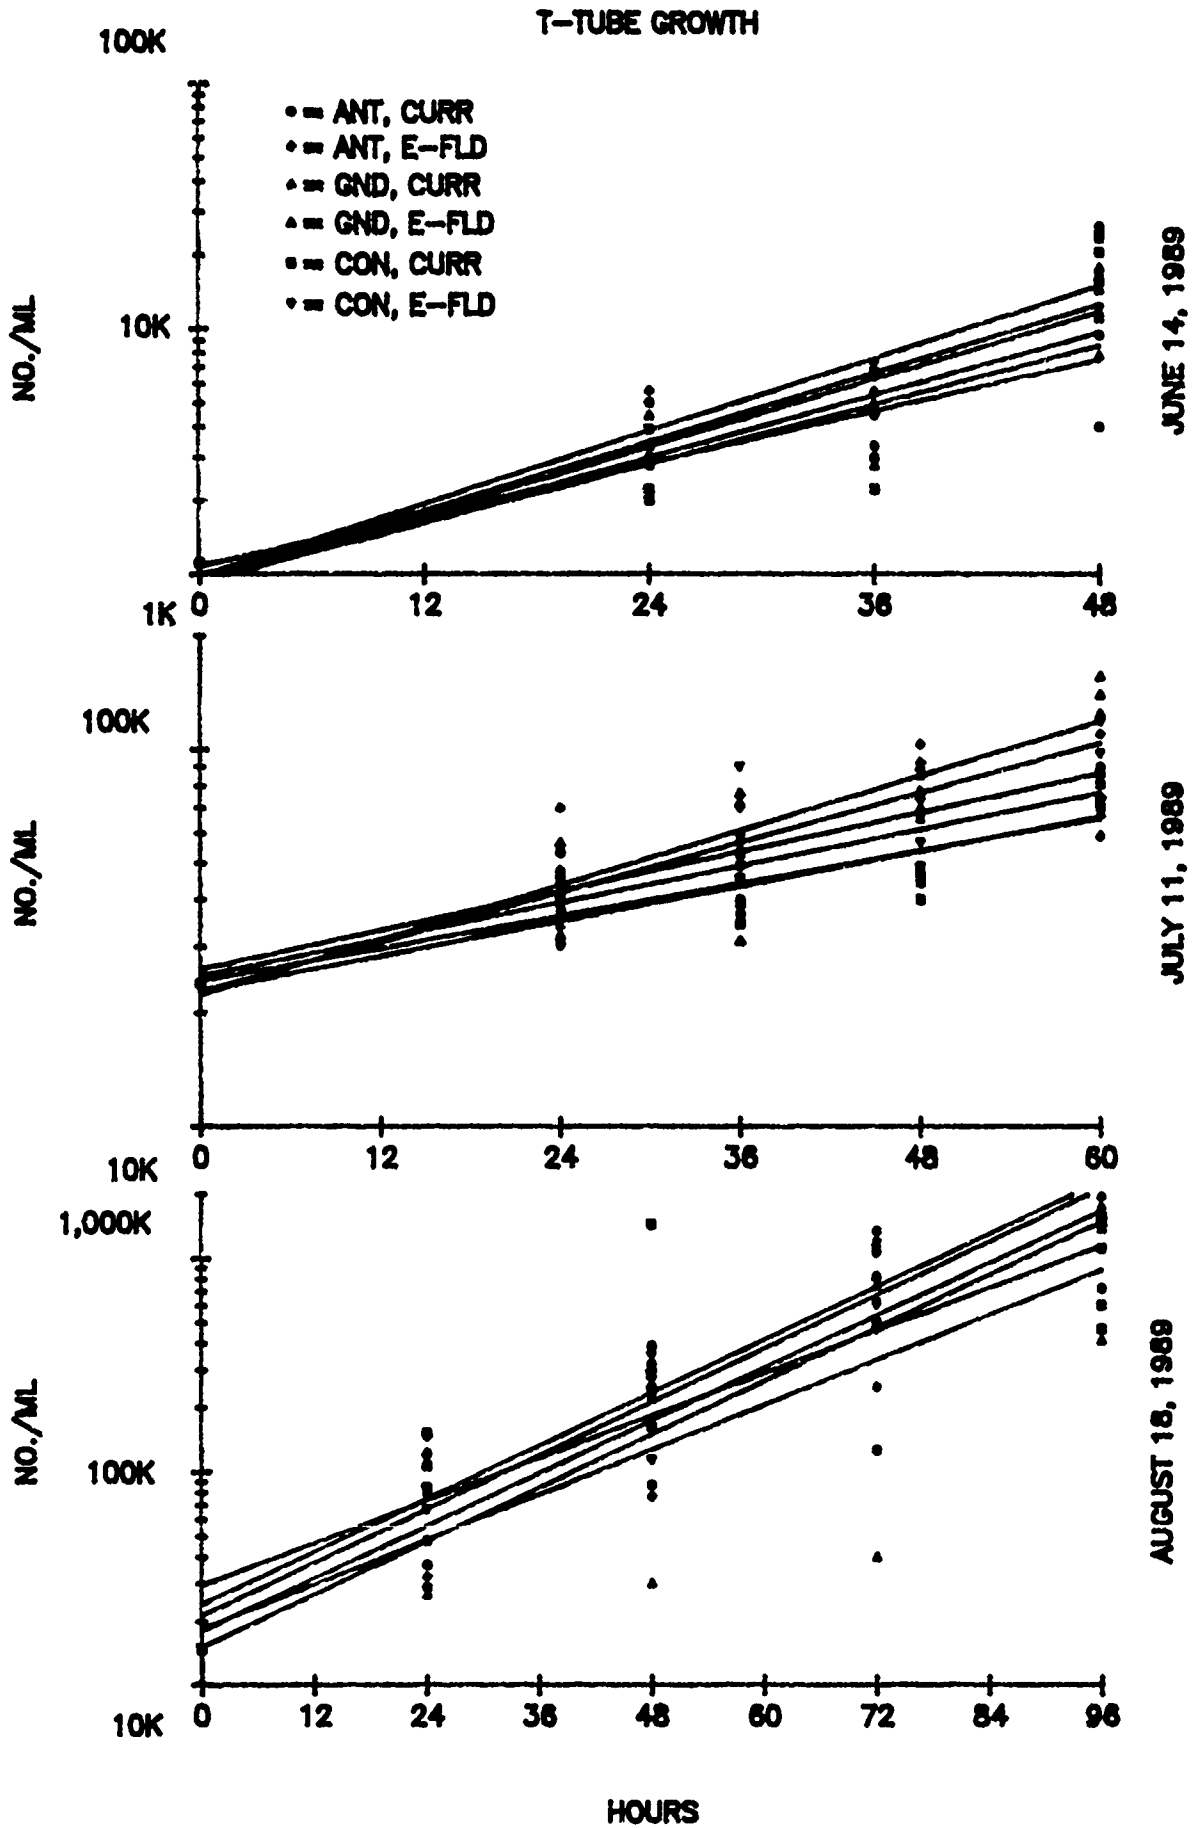 T-TUBE GROWTH
100K
● = ANT, CURR
◆ = ANT, E-FLD
▲ = GND, CURR
▲ = GND, E-FLD
■ = CON, CURR
▼ = CON, E-FLD
10K
NO./ML
JUNE 14, 1989
1K
0 12 24 36 48
100K
NO./ML
JULY 11, 1989
10K
0 12 24 36 48 60
1,000K
NO./ML
100K
AUGUST 18, 1989
10K
0 12 24 36 48 60 72 84 96
HOURS